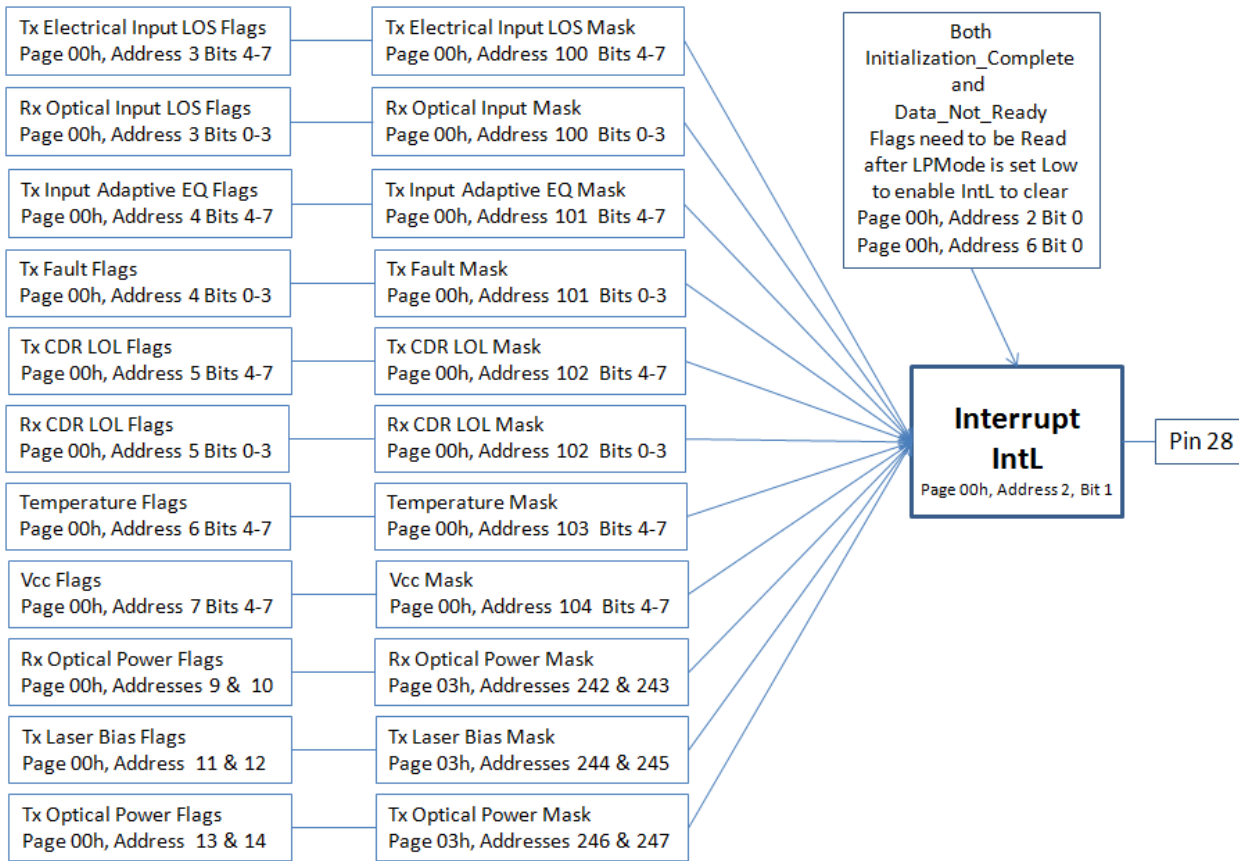 Tx Electrical Input LOS Flags
Page 00h, Address 3 Bits 4-7
Tx Electrical Input LOS Mask
Page 00h, Address 100 Bits 4-7
Rx Optical Input LOS Flags
Page 00h, Address 3 Bits 0-3
Rx Optical Input Mask
Page 00h, Address 100 Bits 0-3
Tx Input Adaptive EQ Flags
Page 00h, Address 4 Bits 4-7
Tx Input Adaptive EQ Mask
Page 00h, Address 101 Bits 4-7
Tx Fault Flags
Page 00h, Address 4 Bits 0-3
Tx Fault Mask
Page 00h, Address 101 Bits 0-3
Tx CDR LOL Flags
Page 00h, Address 5 Bits 4-7
Tx CDR LOL Mask
Page 00h, Address 102 Bits 4-7
Rx CDR LOL Flags
Page 00h, Address 5 Bits 0-3
Rx CDR LOL Mask
Page 00h, Address 102 Bits 0-3
Temperature Flags
Page 00h, Address 6 Bits 4-7
Temperature Mask
Page 00h, Address 103 Bits 4-7
Vcc Flags
Page 00h, Address 7 Bits 4-7
Vcc Mask
Page 00h, Address 104 Bits 4-7
Rx Optical Power Flags
Page 00h, Addresses 9 & 10
Rx Optical Power Mask
Page 03h, Addresses 242 & 243
Tx Laser Bias Flags
Page 00h, Address 11 & 12
Tx Laser Bias Mask
Page 03h, Addresses 244 & 245
Tx Optical Power Flags
Page 00h, Address 13 & 14
Tx Optical Power Mask
Page 03h, Addresses 246 & 247
Both
Initialization_Complete
and
Data_Not_Ready
Flags need to be Read
after LPMode is set Low
to enable IntL to clear
Page 00h, Address 2 Bit 0
Page 00h, Address 6 Bit 0
Interrupt
IntL
Page 00h, Address 2, Bit 1
Pin 28